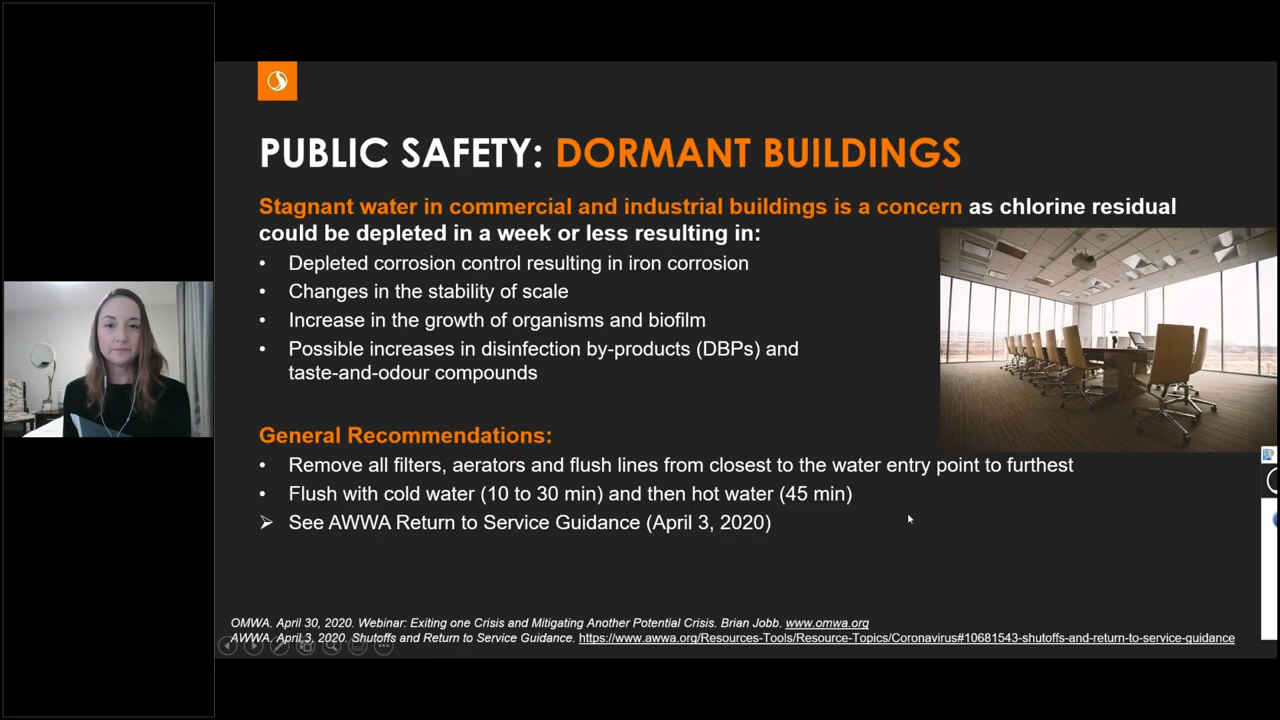 PUBLIC SAFETY: DORMANT BUILDINGS
Stagnant water in commercial and industrial buildings is a concern as chlorine residual
could be depleted in a week or less resulting in:
• Depleted corrosion control resulting in iron corrosion
• Changes in the stability of scale
• Increase in the growth of organisms and biofilm
• Possible increases in disinfection by-products (DBPs) and
taste-and-odour compounds
General Recommendations:
• Remove all filters, aerators and flush lines from closest to the water entry point to furthest
• Flush with cold water (10 to 30 min) and then hot water (45 min)
➢ See AWWA Return to Service Guidance (April 3, 2020)
OMWA. April 30, 2020. Webinar: Exiting one Crisis and Mitigating Another Potential Crisis. Brian Jobb. www.omwa.org
AWWA. April 3, 2020. Shutoffs and Return to Service Guidance. https://www.awwa.org/Resources-Tools/Resource-Topics/Coronavirus#10681543-shutoffs-and-return-to-service-guidance